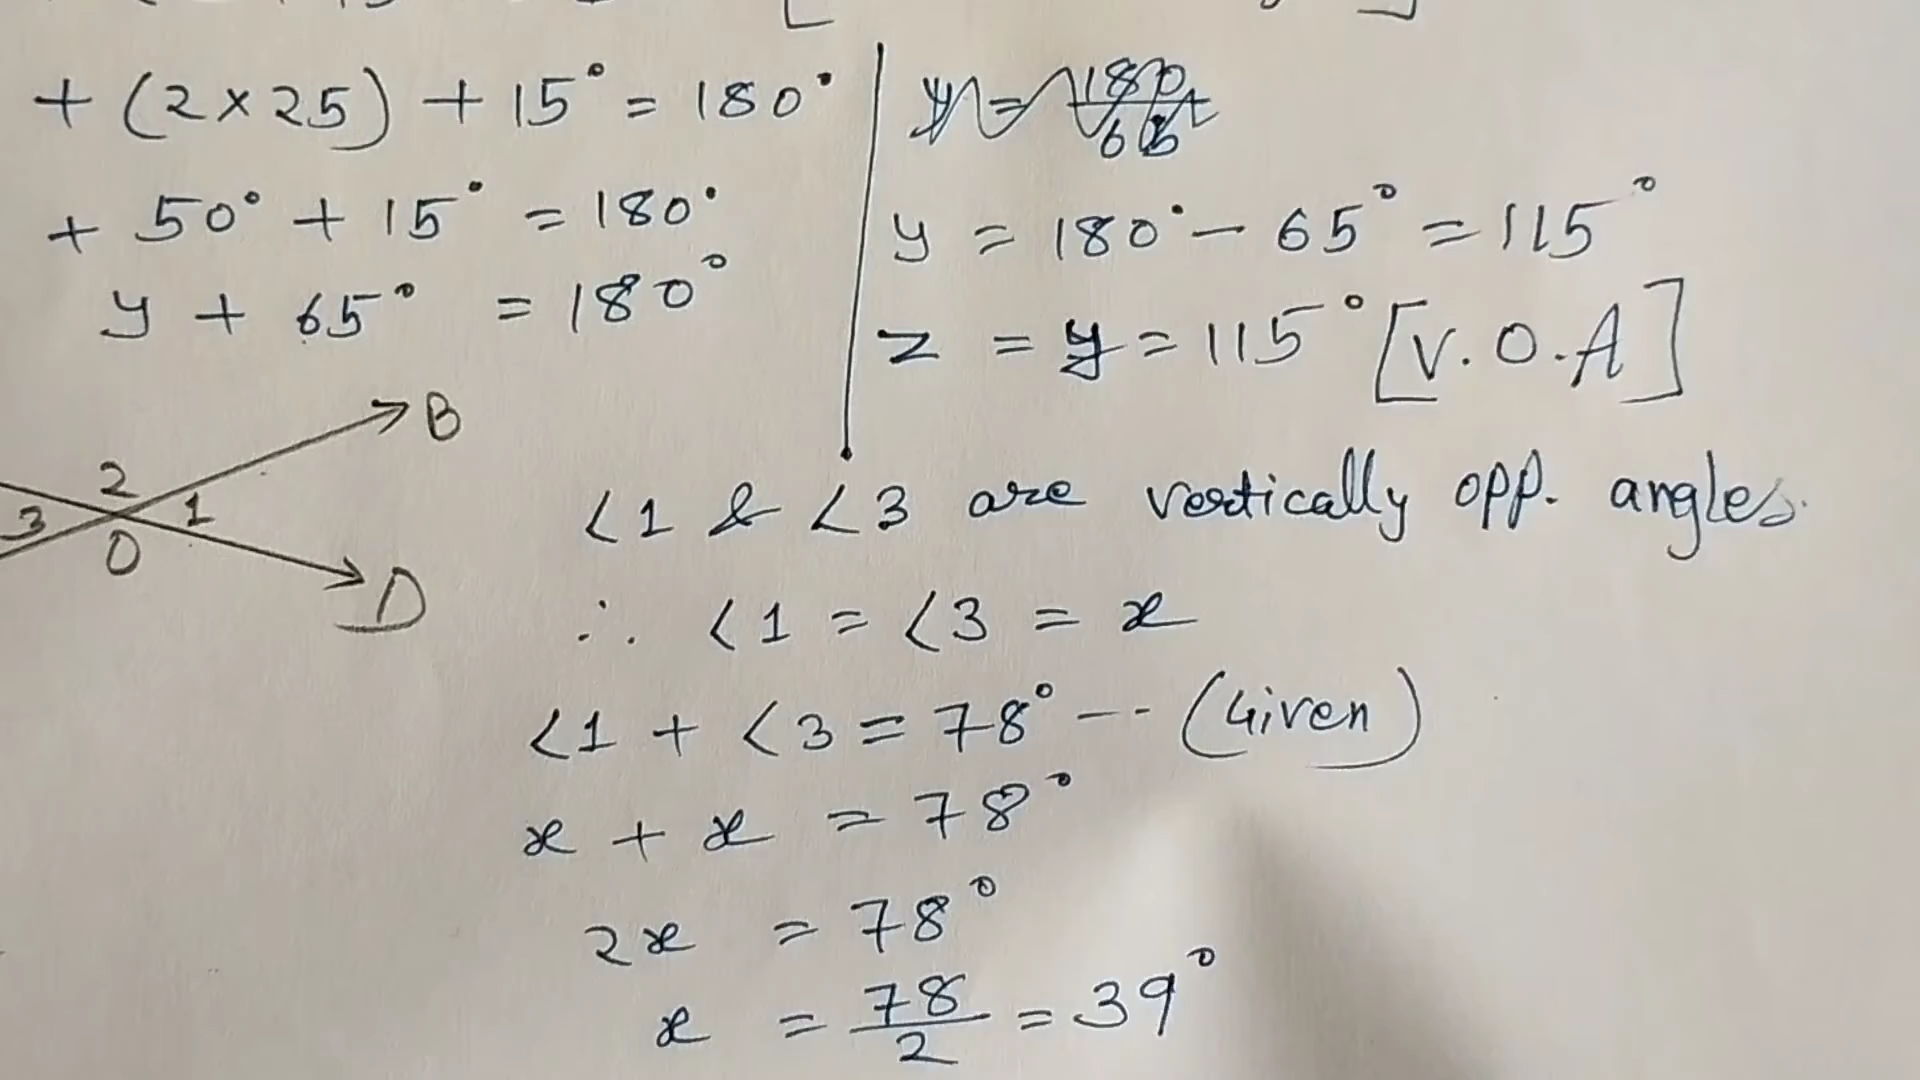 + (2×25) + 15° = 180°
+ 50° + 15° = 180°
y + 65° = 180°
y = 180° - 65° = 115°
z = y = 115° [V.O.A]
B
2
3
1
O
D
∠1 & ∠3 are vertically opp. angles.
∴ ∠1 = ∠3 = x
∠1 + ∠3 = 78° -- (Given)
x + x = 78°
2x = 78°
x = 78/2 = 39°